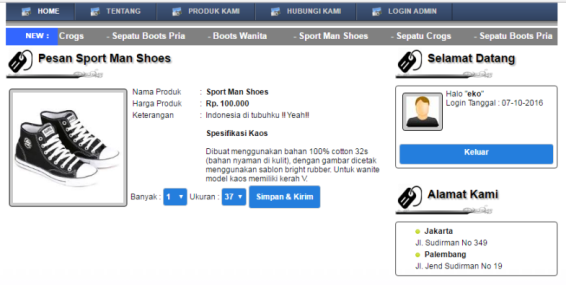 HOME TENTANG PRODUK KAMI HUBUNGI KAMI LOGIN ADMIN
NEW : Crogs - Sepatu Boots Pria - Boots Wanita - Sport Man Shoes - Sepatu Crogs - Sepatu Boots Pria
Pesan Sport Man Shoes
Nama Produk : Sport Man Shoes
Harga Produk : Rp. 100.000
Keterangan : Indonesia di tubuhku !! Yeah!!
Spesifikasi Kaos
Dibuat menggunakan bahan 100% cotton 32s
(bahan nyaman di kulit), dengan gambar dicetak
menggunakan sablon bright rubber. Untuk wanite
model kaos memiliki kerah V.
Banyak : 1 Ukuran : 37 Simpan & Kirim
Selamat Datang
Halo "eko"
Login Tanggal : 07-10-2016
Keluar
Alamat Kami
Jakarta
Jl. Sudirman No 349
Palembang
Jl. Jend Sudirman No 19